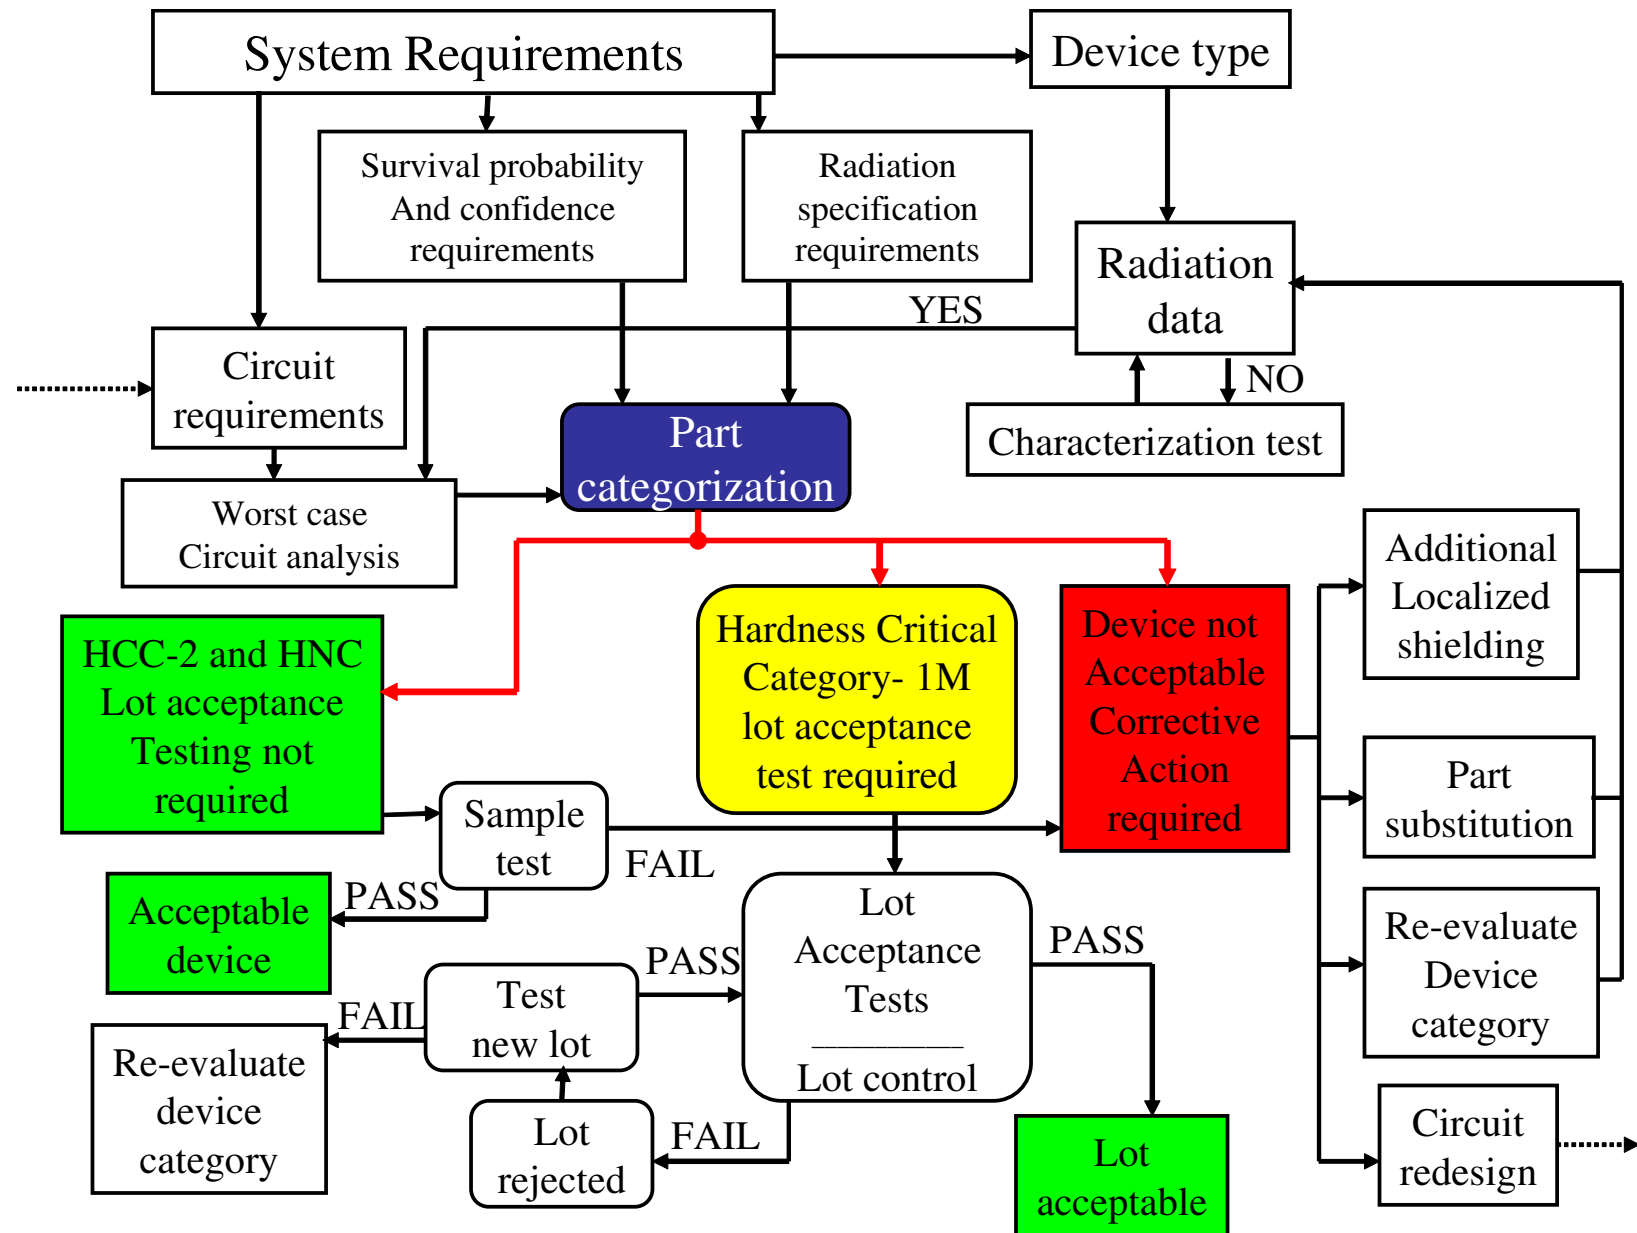 System Requirements
Device type
Survival probability
And confidence
requirements
Radiation
specification
requirements
Radiation
data
YES
NO
Circuit
requirements
Part
categorization
Characterization test
Worst case
Circuit analysis
Additional
Localized
shielding
HCC-2 and HNC
Lot acceptance
Testing not
required
Hardness Critical
Category- 1M
lot acceptance
test required
Device not
Acceptable
Corrective
Action
required
Part
substitution
Sample
test
FAIL
PASS
Acceptable
device
Lot
Acceptance
Tests
____________
Lot control
PASS
Re-evaluate
Device
category
PASS
Test
new lot
FAIL
Re-evaluate
device
category
Lot
rejected
FAIL
Lot
acceptable
Circuit
redesign